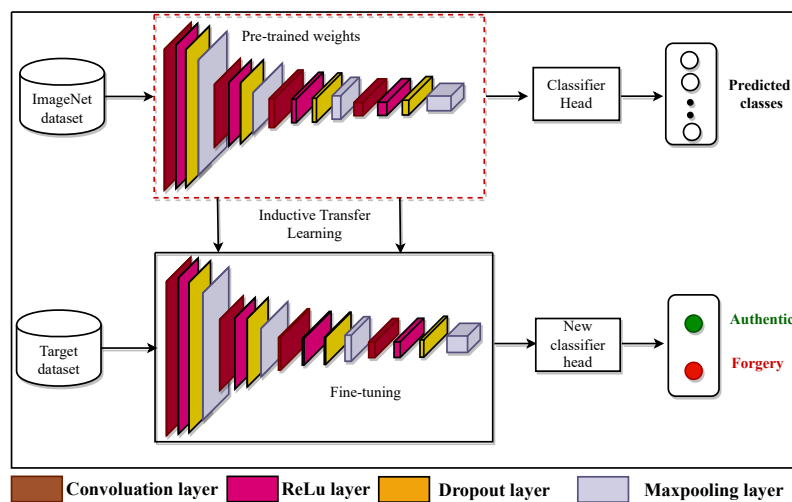 Pre-trained weights
ImageNet
dataset
Classifier
Head
Predicted
classes
Inductive Transfer
Learning
Target
dataset
Fine-tuning
New
classifier
head
Authentic
Forgery
Convoluation layer
ReLu layer
Dropout layer
Maxpooling layer